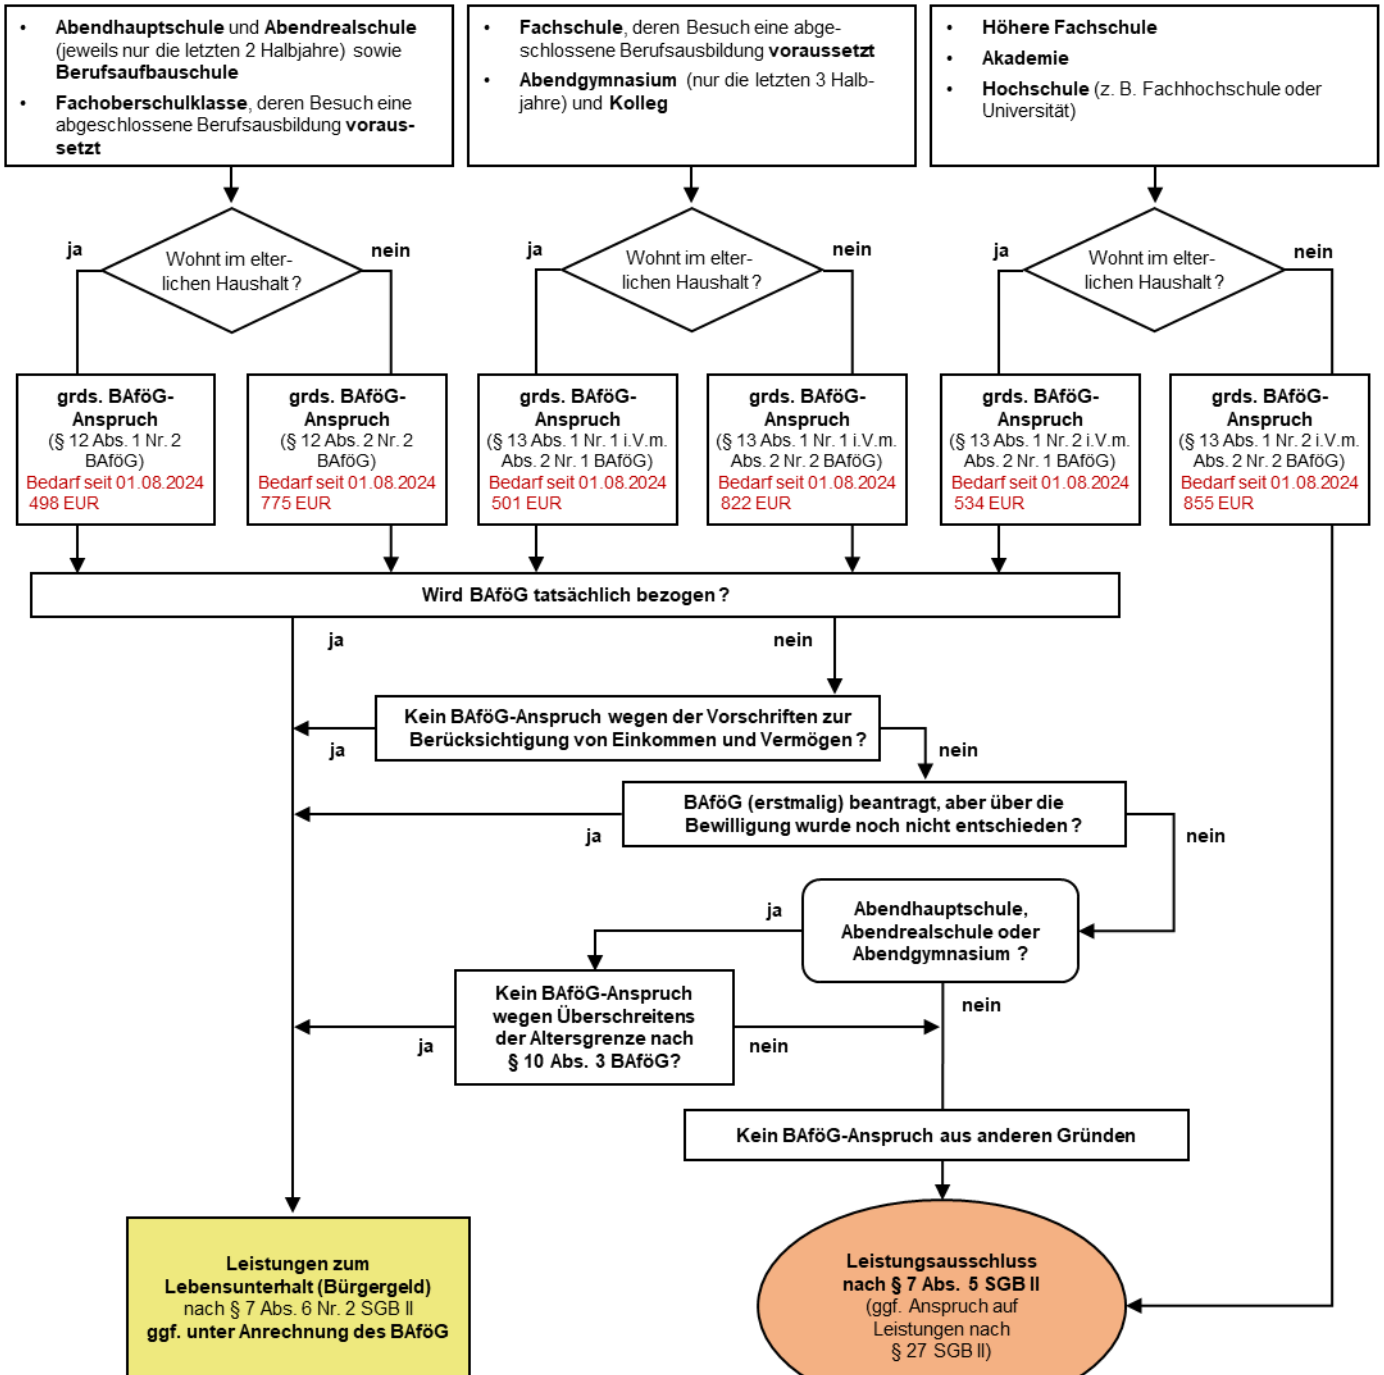 • Abendhauptschule und Abendrealschule
(jeweils nur die letzten 2 Halbjahre) sowie
Berufsaufbauschule
• Fachoberschulklasse, deren Besuch eine
abgeschlossene Berufsausbildung voraus-
setzt
• Fachschule, deren Besuch eine abge-
schlossene Berufsausbildung voraussetzt
• Abendgymnasium (nur die letzten 3 Halb-
jahre) und Kolleg
• Höhere Fachschule
• Akademie
• Hochschule (z. B. Fachhochschule oder
Universität)
ja
Wohnt im elter-
lichen Haushalt?
nein
ja
Wohnt im elter-
lichen Haushalt?
nein
ja
Wohnt im elter-
lichen Haushalt?
nein
grds. BAföG-
Anspruch
(§ 12 Abs. 1 Nr. 2
BAföG)
Bedarf seit 01.08.2024
498 EUR
grds. BAföG-
Anspruch
(§ 12 Abs. 2 Nr. 2
BAföG)
Bedarf seit 01.08.2024
775 EUR
grds. BAföG-
Anspruch
(§ 13 Abs. 1 Nr. 1 i.V.m.
Abs. 2 Nr. 1 BAföG)
Bedarf seit 01.08.2024
501 EUR
grds. BAföG-
Anspruch
(§ 13 Abs. 1 Nr. 1 i.V.m.
Abs. 2 Nr. 2 BAföG)
Bedarf seit 01.08.2024
822 EUR
grds. BAföG-
Anspruch
(§ 13 Abs. 1 Nr. 2 i.V.m.
Abs. 2 Nr. 1 BAföG)
Bedarf seit 01.08.2024
534 EUR
grds. BAföG-
Anspruch
(§ 13 Abs. 1 Nr. 2 i.V.m.
Abs. 2 Nr. 2 BAföG)
Bedarf seit 01.08.2024
855 EUR
Wird BAföG tatsächlich bezogen?
ja
nein
Kein BAföG-Anspruch wegen der Vorschriften zur
Berücksichtigung von Einkommen und Vermögen?
ja
nein
BAföG (erstmalig) beantragt, aber über die
Bewilligung wurde noch nicht entschieden?
ja
nein
Abendhauptschule,
Abendrealschule oder
Abendgymnasium ?
ja
nein
Kein BAföG-Anspruch
wegen Überschreitens
der Altersgrenze nach
§ 10 Abs. 3 BAföG?
ja
nein
Kein BAföG-Anspruch aus anderen Gründen
Leistungen zum
Lebensunterhalt (Bürgergeld)
nach § 7 Abs. 6 Nr. 2 SGB II
ggf. unter Anrechnung des BAföG
Leistungsausschluss
nach § 7 Abs. 5 SGB II
(ggf. Anspruch auf
Leistungen nach
§ 27 SGB II)